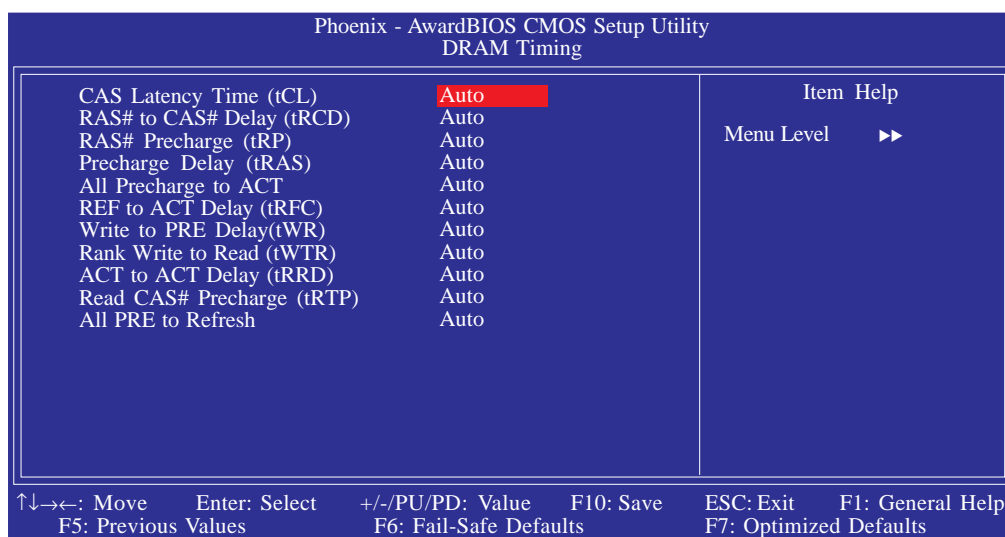 Phoenix - AwardBIOS CMOS Setup Utility
DRAM Timing
CAS Latency Time (tCL) Auto
RAS# to CAS# Delay (tRCD) Auto
RAS# Precharge (tRP) Auto
Precharge Delay (tRAS) Auto
All Precharge to ACT Auto
REF to ACT Delay (tRFC) Auto
Write to PRE Delay(tWR) Auto
Rank Write to Read (tWTR) Auto
ACT to ACT Delay (tRRD) Auto
Read CAS# Precharge (tRTP) Auto
All PRE to Refresh Auto
Item Help
Menu Level ▸▸
↑↓→←: Move Enter: Select +/-/PU/PD: Value F10: Save ESC: Exit F1: General Help
F5: Previous Values F6: Fail-Safe Defaults F7: Optimized Defaults